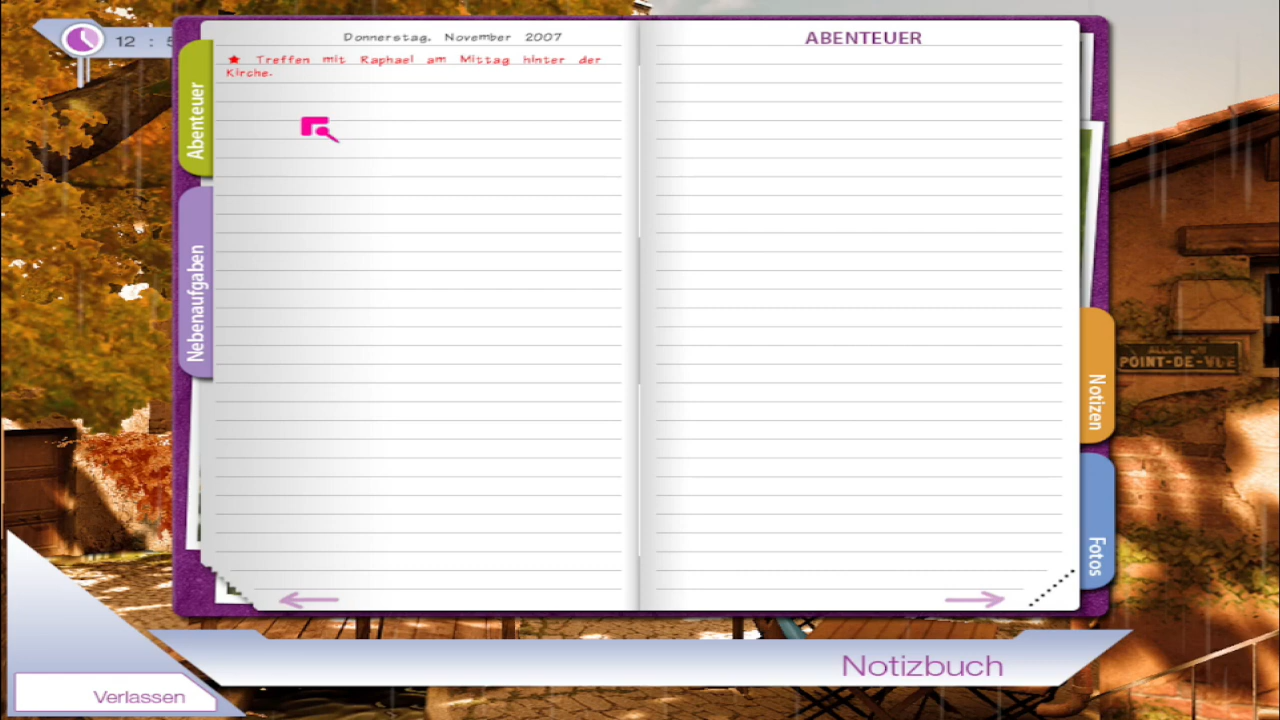 12 : 5
Donnerstag, November 2007
★ Treffen mit Raphael am Mittag hinter der
Kirche.
ABENTEUER
Abenteuer
Nebenaufgaben
POINT-DE-VUE
Notizen
Fotos
Notizbuch
Verlassen